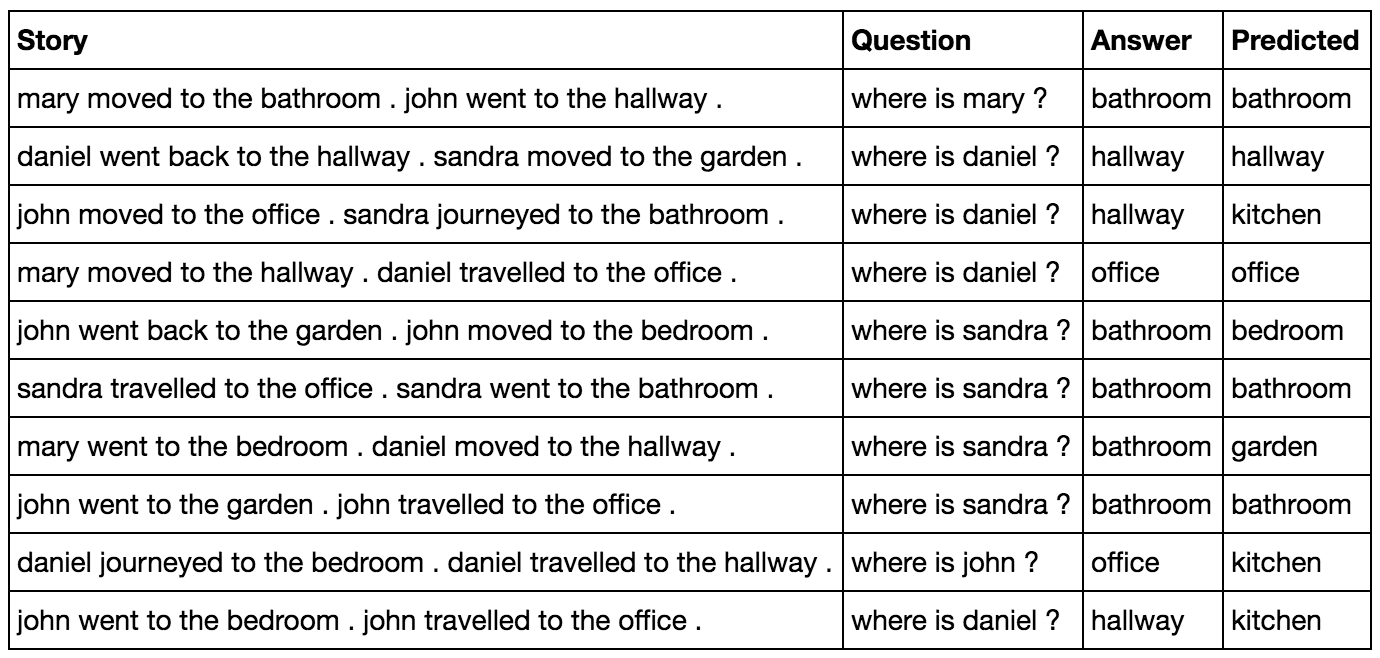 Story Question Answer Predicted
mary moved to the bathroom . john went to the hallway . where is mary ? bathroom bathroom
daniel went back to the hallway . sandra moved to the garden . where is daniel ? hallway hallway
john moved to the office . sandra journeyed to the bathroom . where is daniel ? hallway kitchen
mary moved to the hallway . daniel travelled to the office . where is daniel ? office office
john went back to the garden . john moved to the bedroom . where is sandra ? bathroom bedroom
sandra travelled to the office . sandra went to the bathroom . where is sandra ? bathroom bathroom
mary went to the bedroom . daniel moved to the hallway . where is sandra ? bathroom garden
john went to the garden . john travelled to the office . where is sandra ? bathroom bathroom
daniel journeyed to the bedroom . daniel travelled to the hallway . where is john ? office kitchen
john went to the bedroom . john travelled to the office . where is daniel ? hallway kitchen